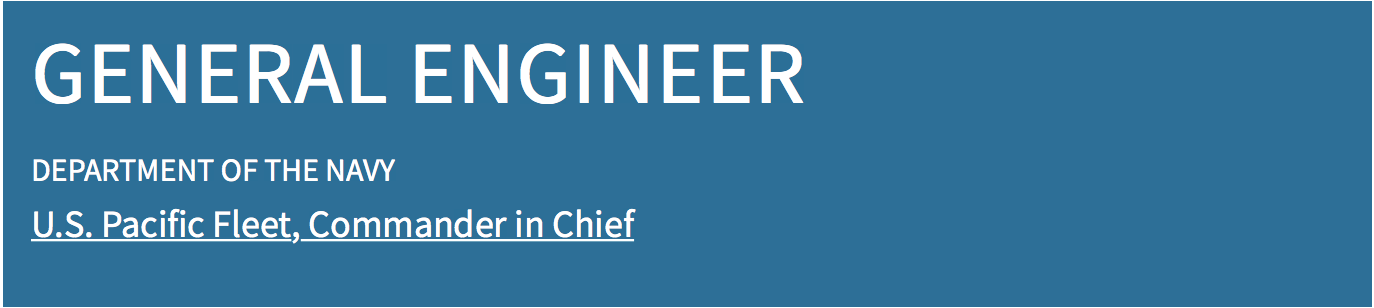 GENERAL ENGINEER
DEPARTMENT OF THE NAVY
U.S. Pacific Fleet, Commander in Chief